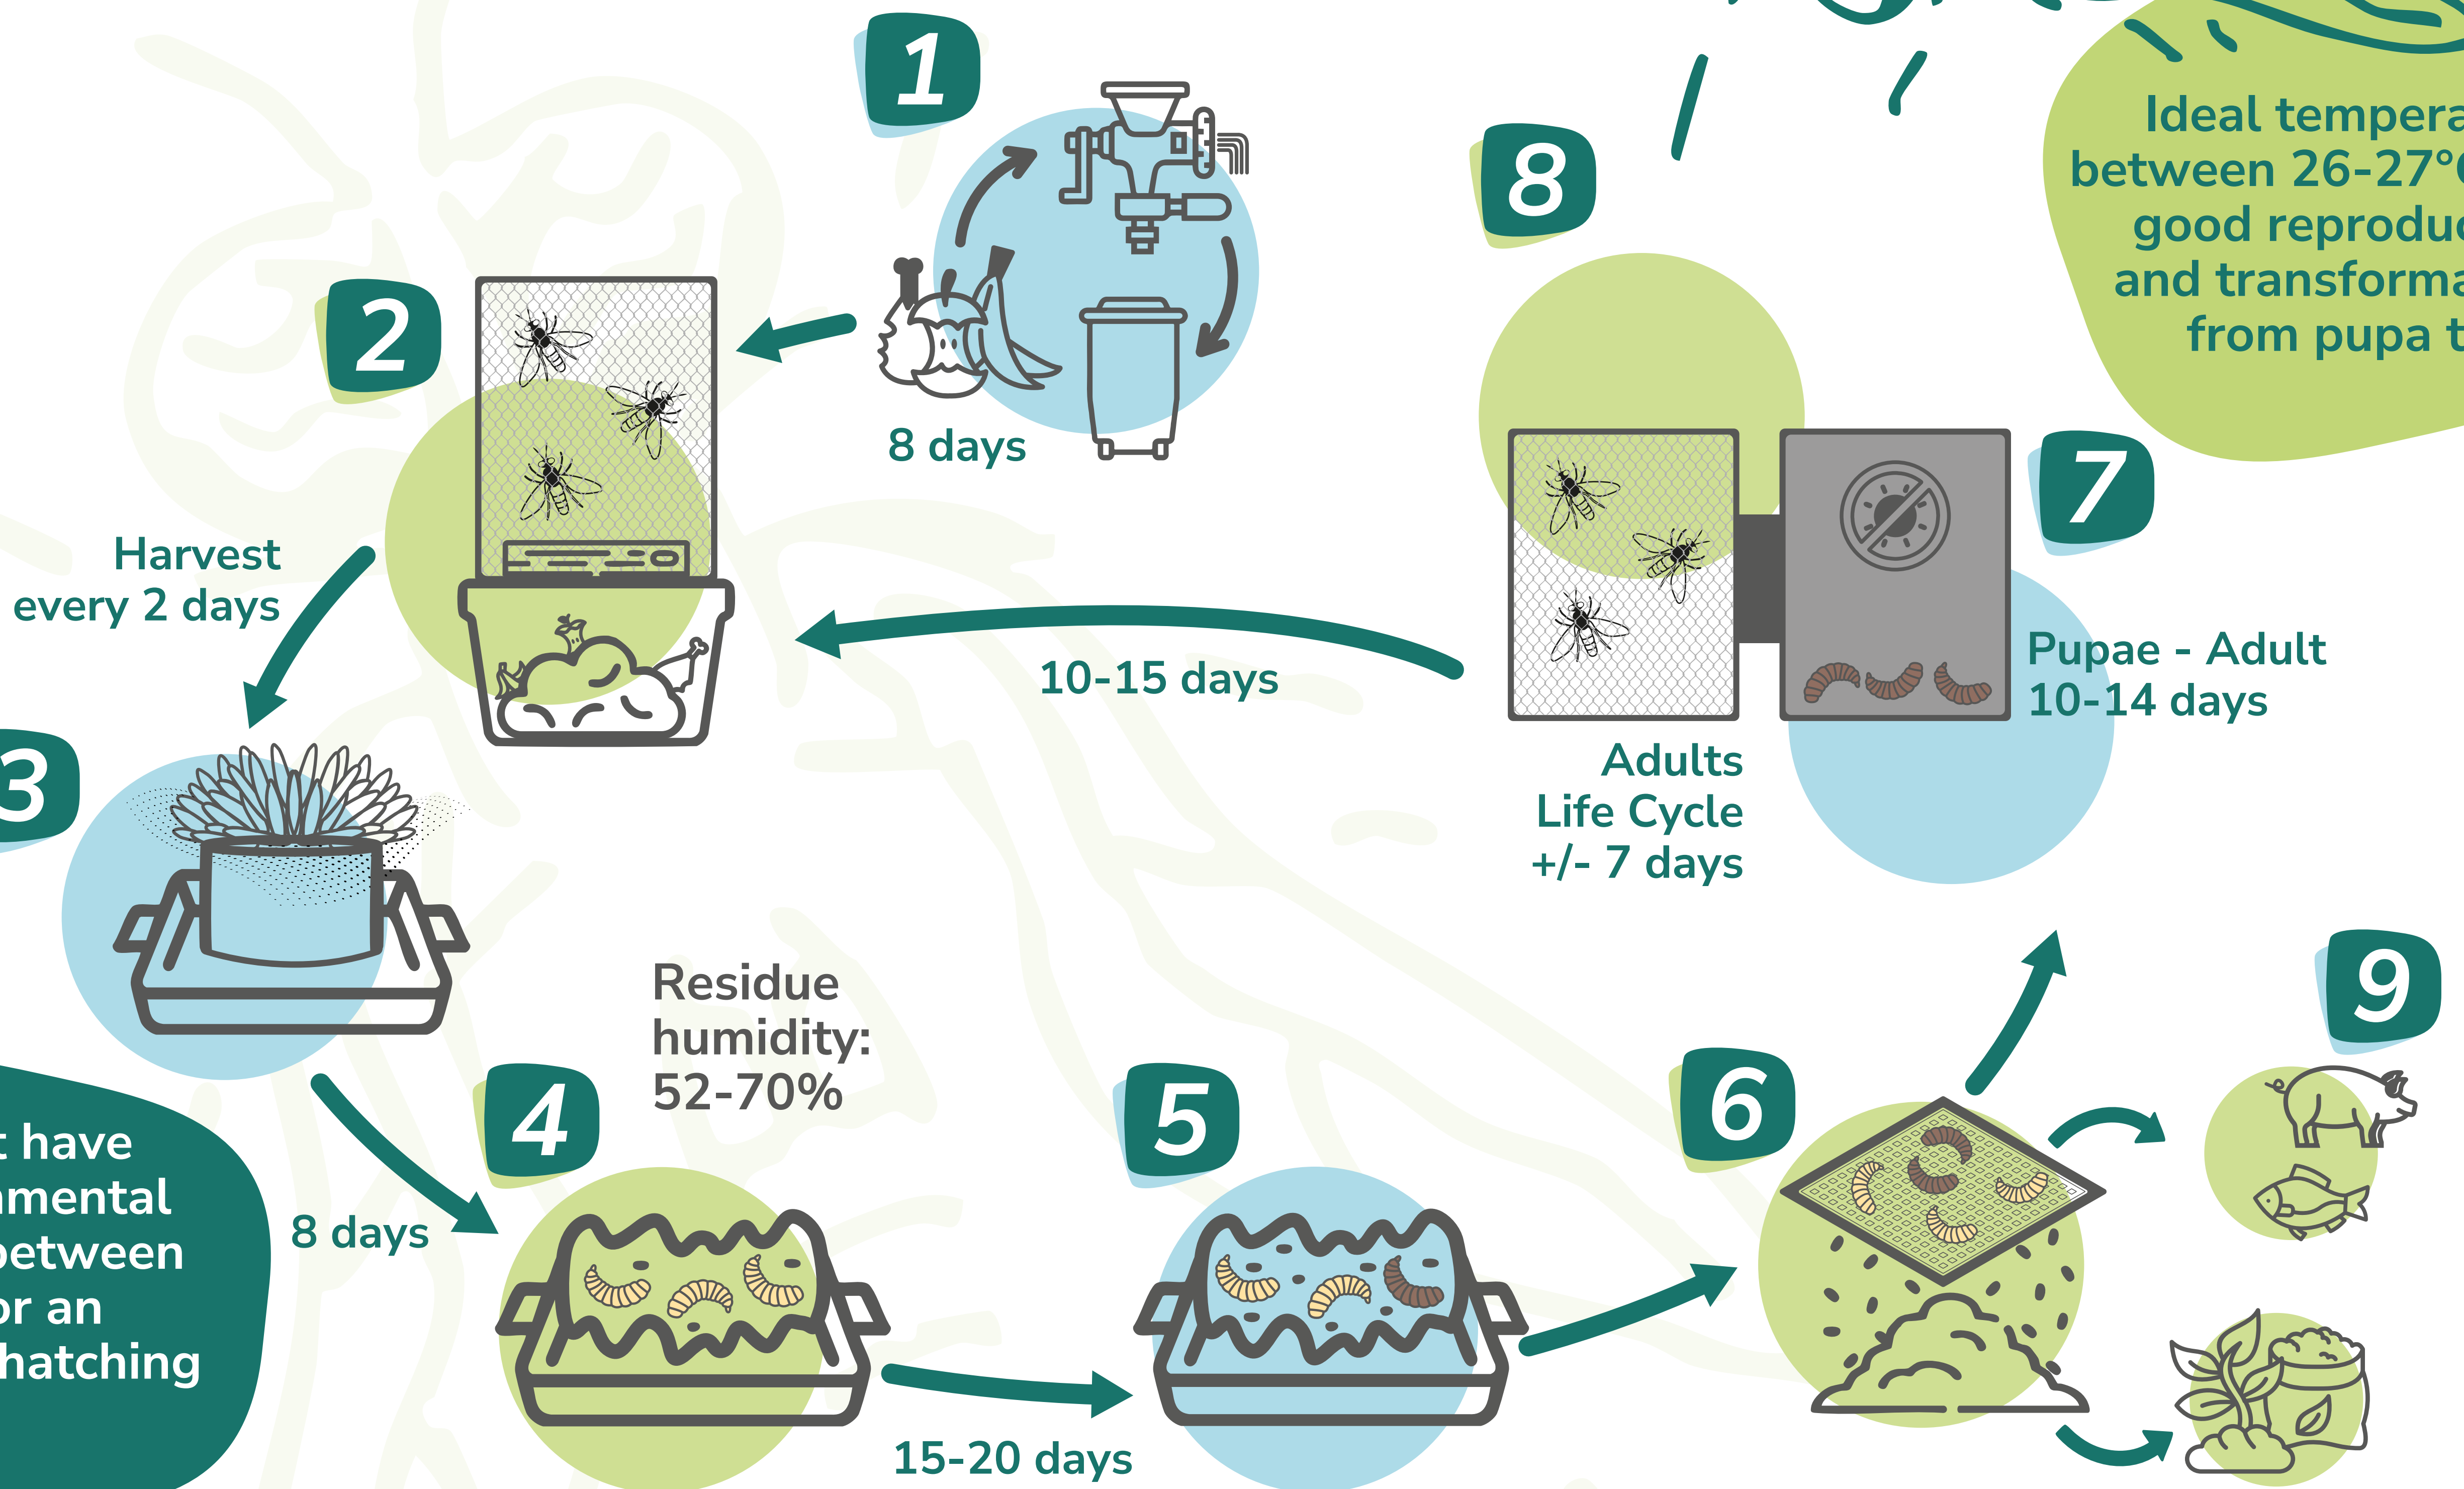 1
8 days
2
Harvest
every 2 days
3
8 days
Residue
humidity:
52-70%
4
15-20 days
5
6
7
Pupae - Adult
10-14 days
8
Adults
Life Cycle
+/- 7 days
10-15 days
9
Ideal tempera
between 26-27°C
good reproduc
and transforma
from pupa t
t have
mental
between
or an
hatching